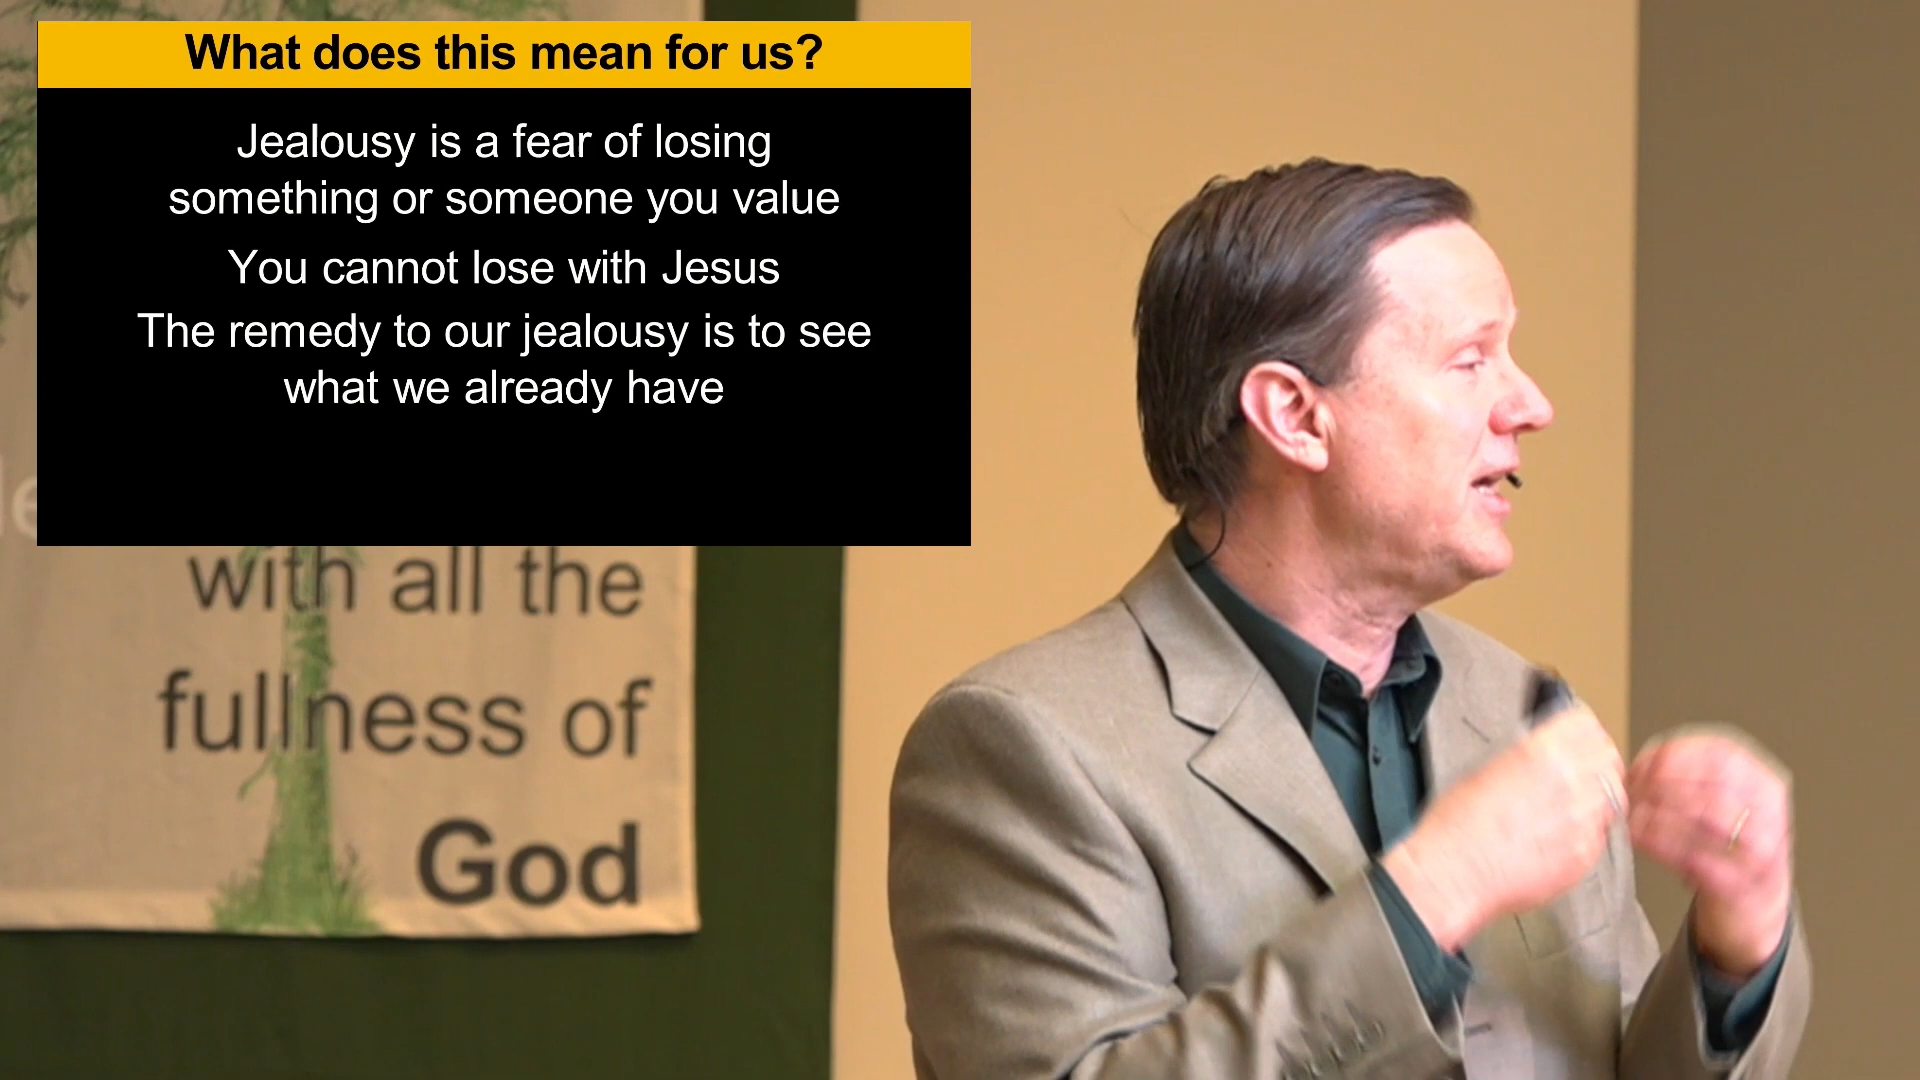 What does this mean for us?
Jealousy is a fear of losing
something or someone you value
You cannot lose with Jesus
The remedy to our jealousy is to see
what we already have
with all the
fullness of
God